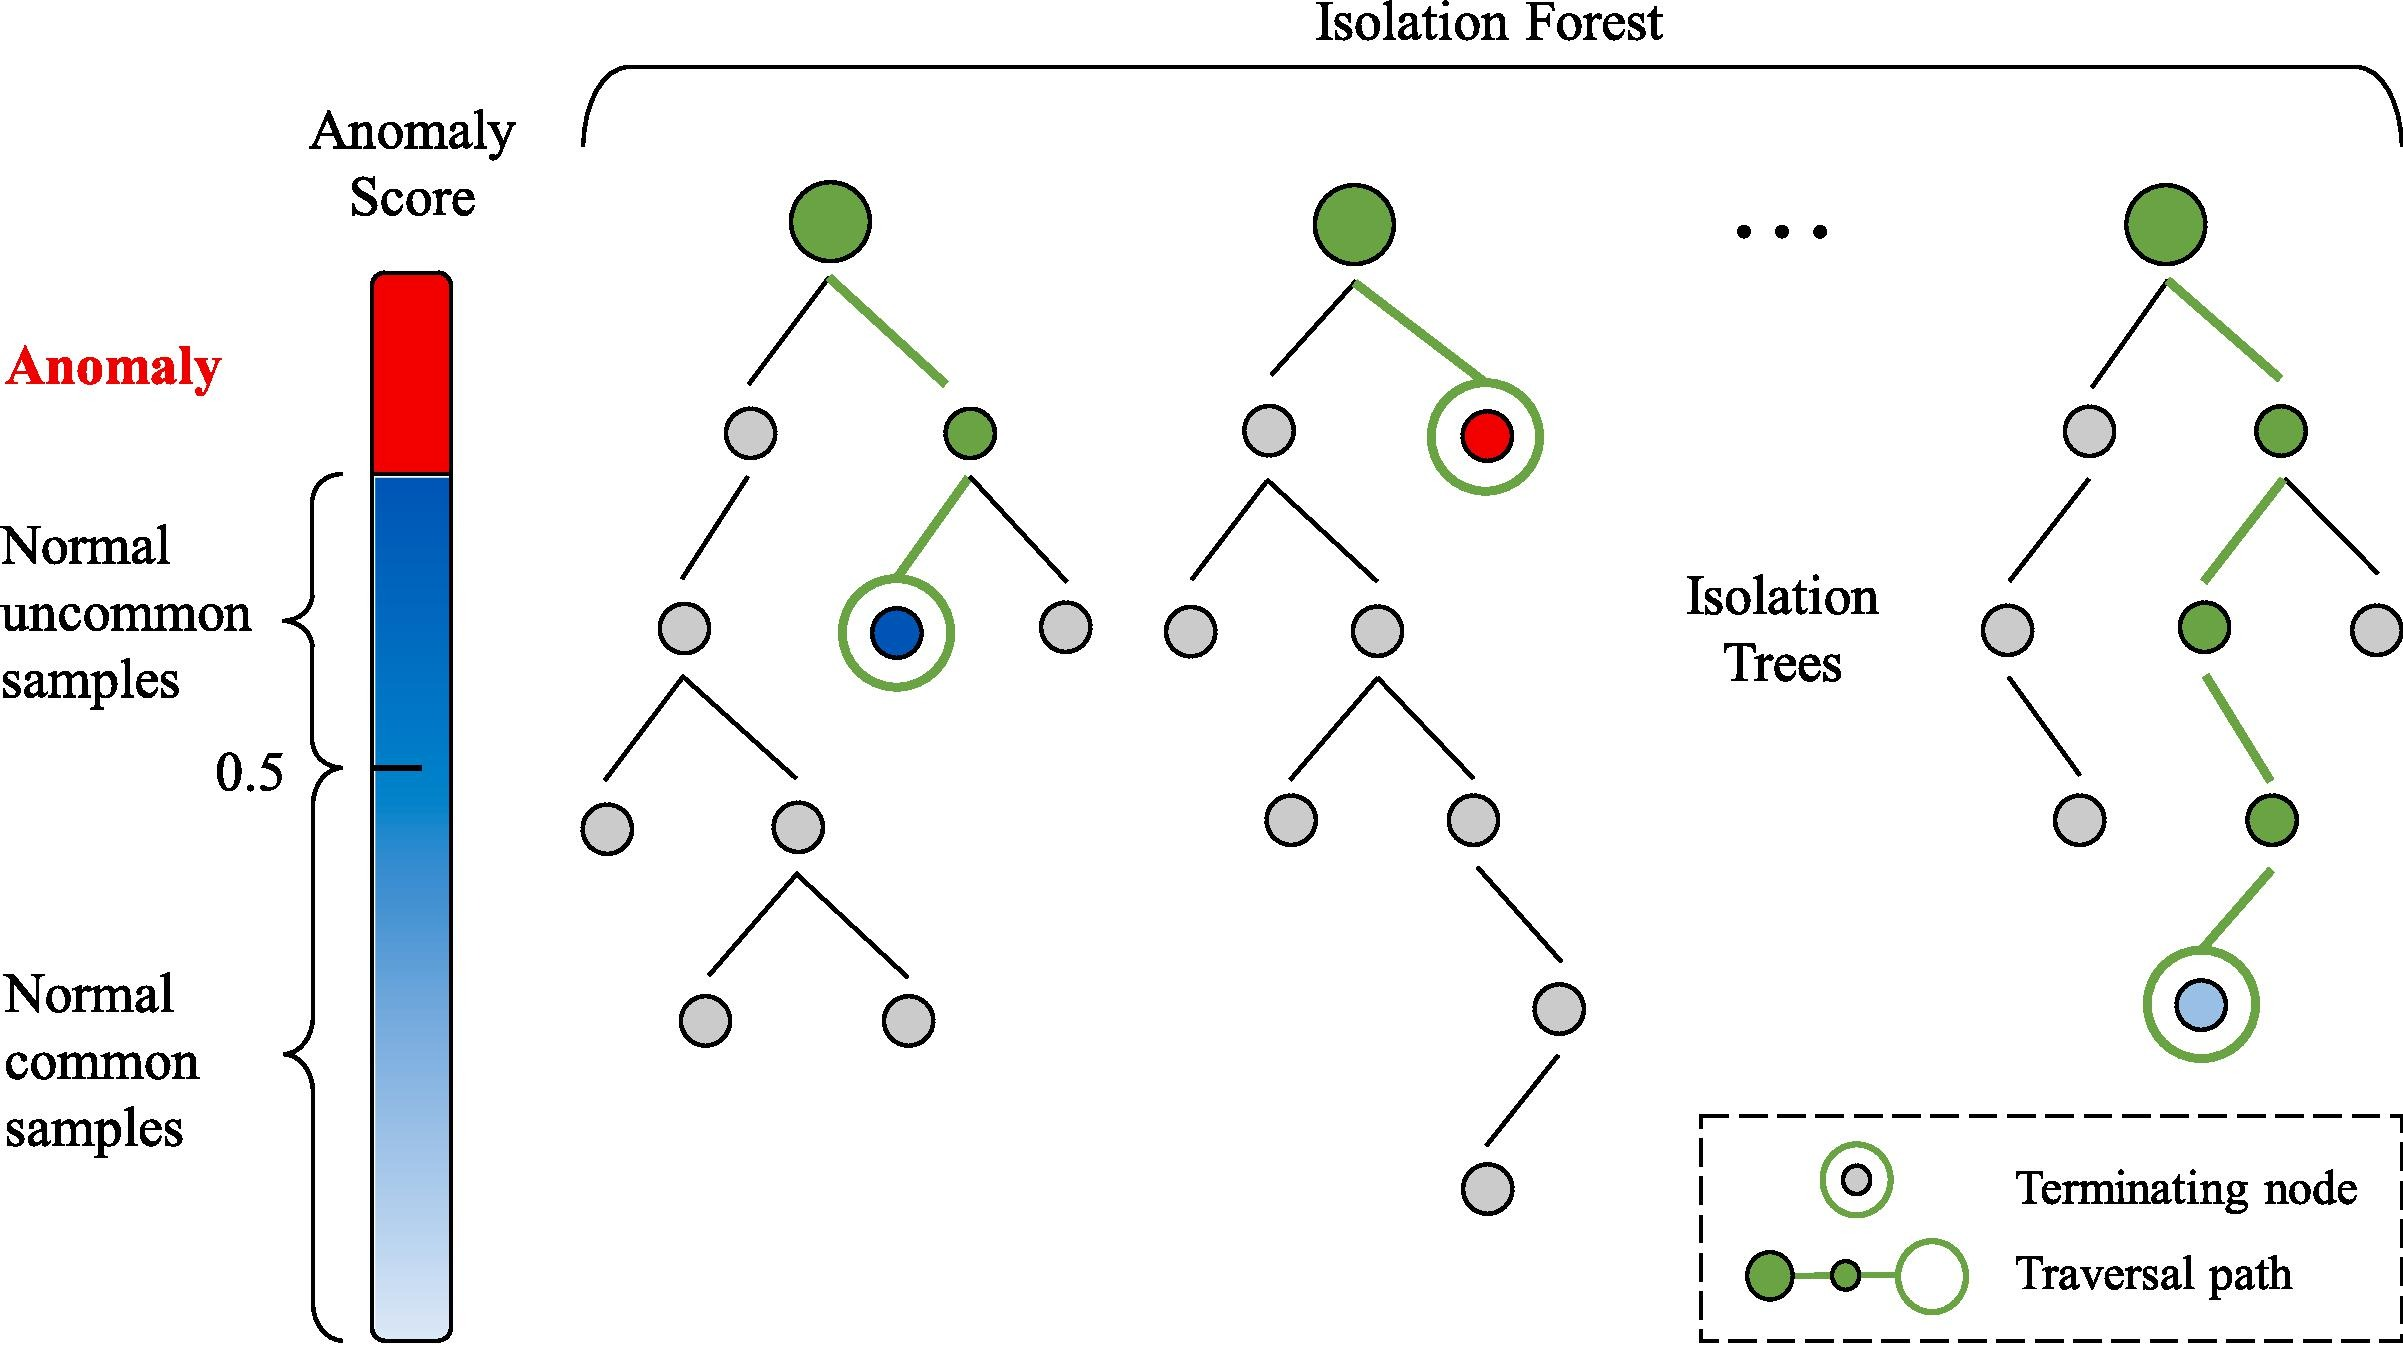 Isolation Forest
Anomaly
Score
Anomaly
Normal
uncommon
samples
0.5
Normal
common
samples
...
Isolation
Trees
Terminating node
Traversal path